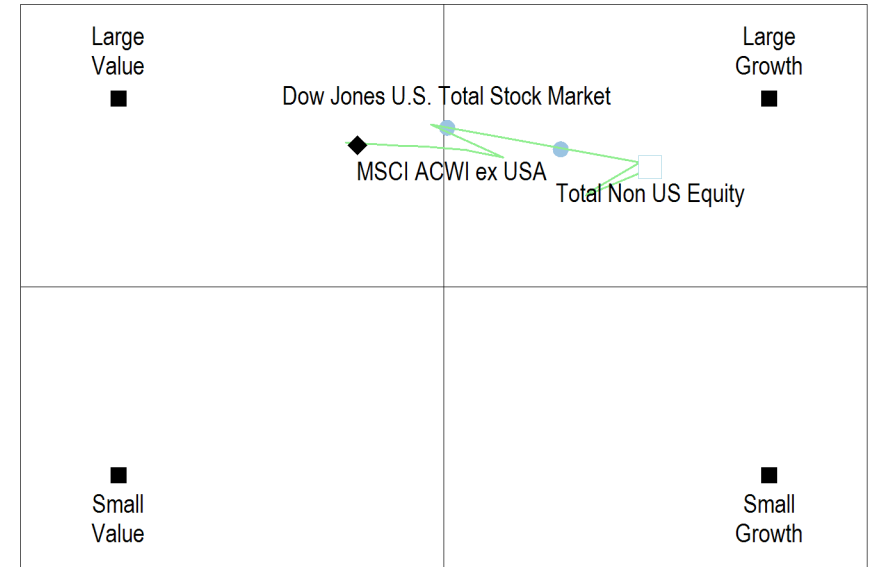 Large
Value
Large
Growth
Dow Jones U.S. Total Stock Market
MSCI ACWI ex USA
Total Non US Equity
Small
Value
Small
Growth